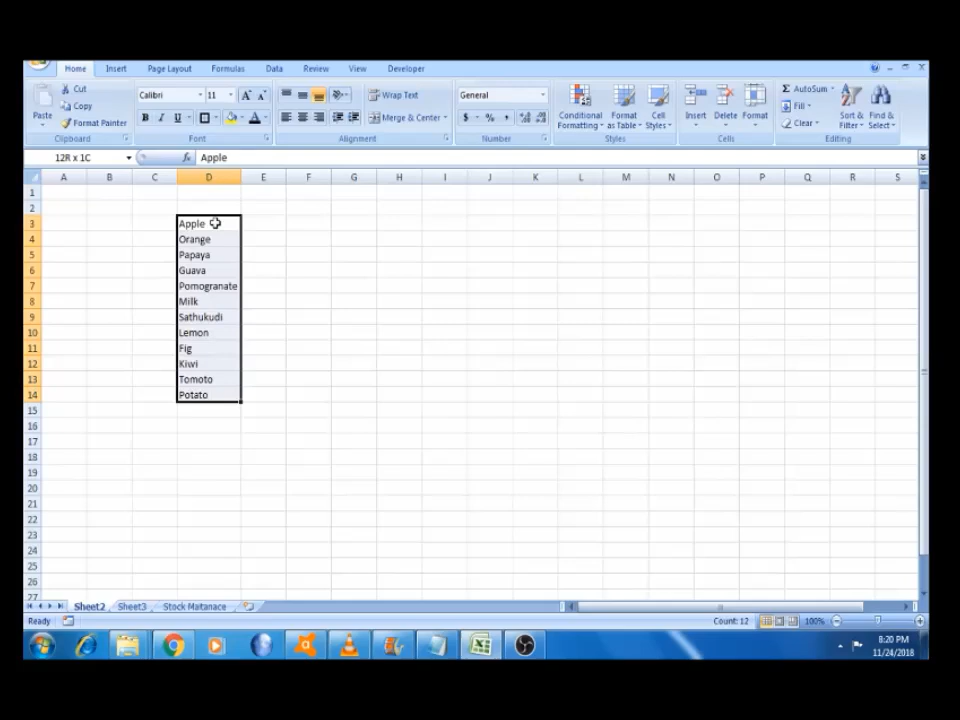 Home Insert Page Layout Formulas Data Review View Developer
Cut
Copy
Format Painter
Paste
Clipboard
Calibri 11
B I U
Font
Wrap Text
Merge & Center
Alignment
General
$ % ,
Number
Conditional Formatting
Format as Table
Cell Styles
Styles
Insert Delete Format
Cells
Σ AutoSum
Fill
Clear
Sort & Filter
Find & Select
Editing
12R x 1C fx Apple
A B C D E F G H I J K L M N O P Q R S
1
2
3 Apple
4 Orange
5 Papaya
6 Guava
7 Pomogranate
8 Milk
9 Sathukudi
10 Lemon
11 Fig
12 Kiwi
13 Tomoto
14 Potato
15
16
17
18
19
20
21
22
23
24
25
26
27
Sheet2 Sheet3 Stock Maitanace
Ready Count: 12 100%
8:20 PM
11/24/2018